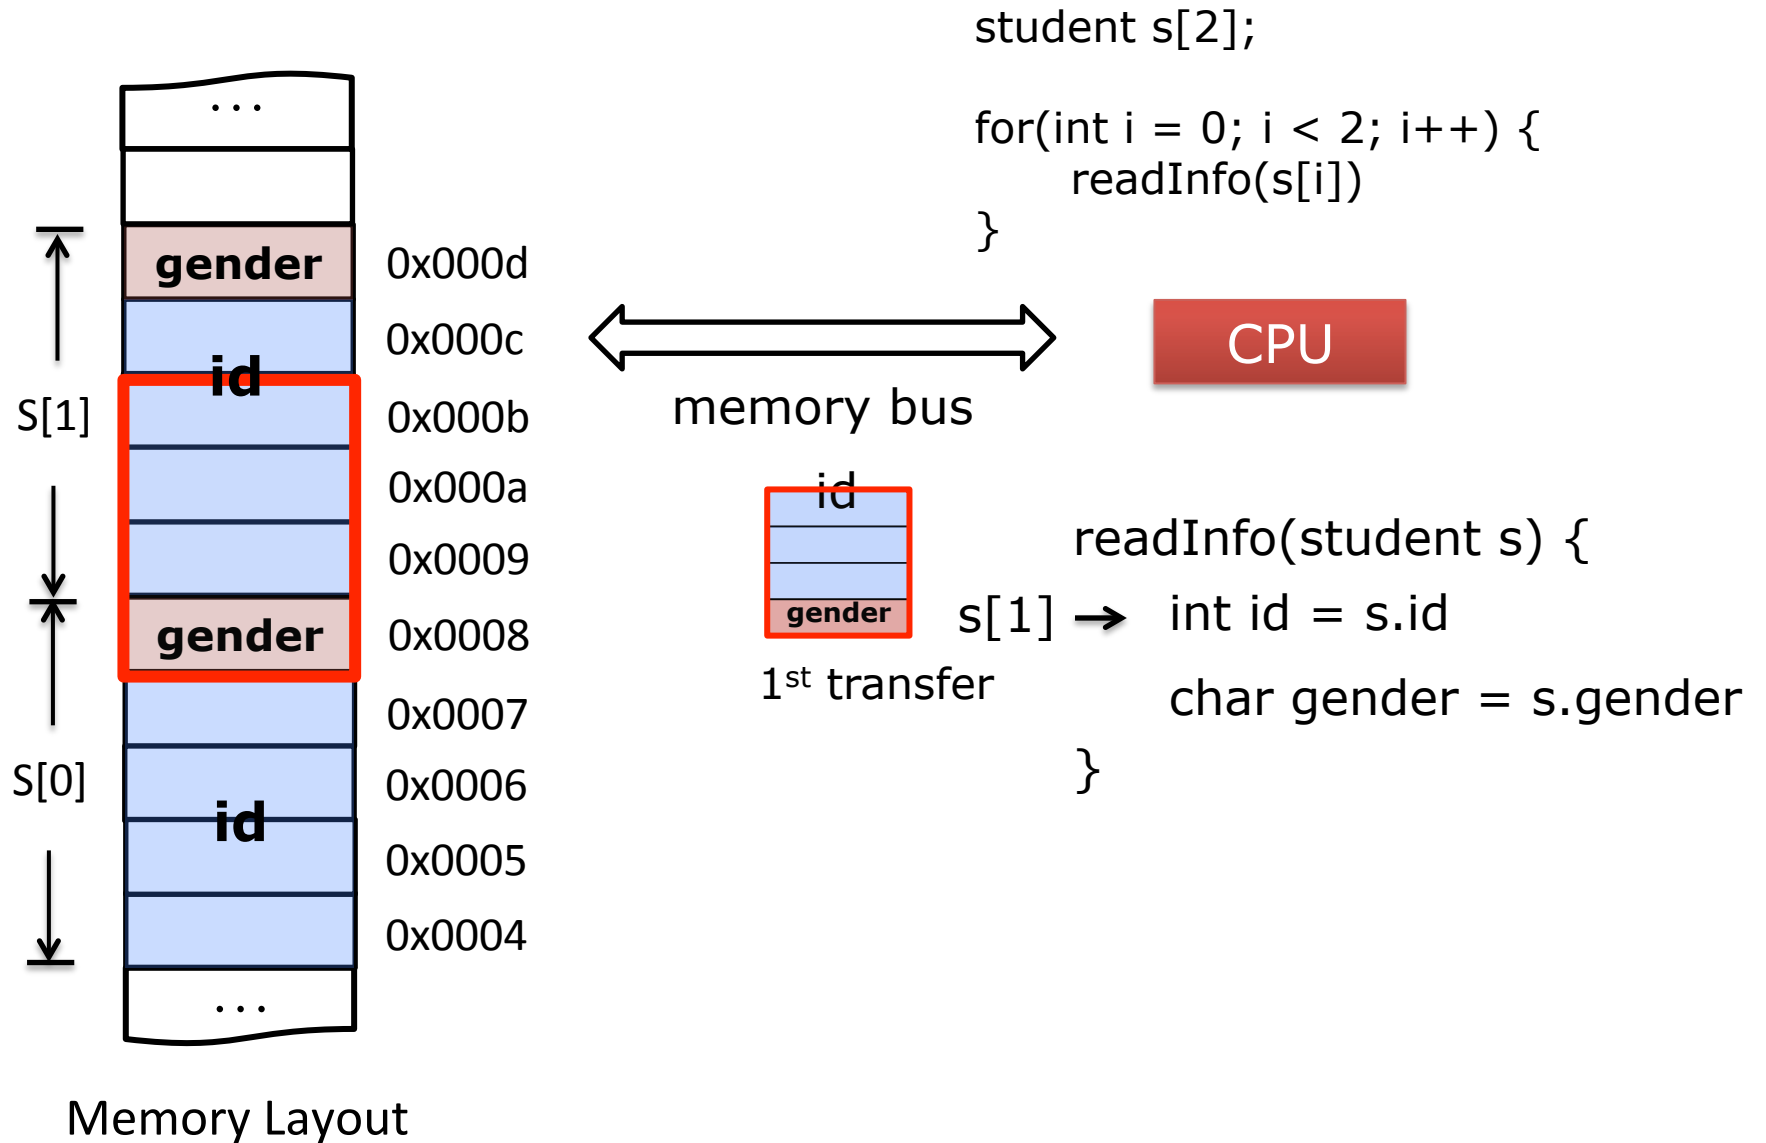 student s[2];
for(int i = 0; i < 2; i++) {
readInfo(s[i])
}
...
gender 0x000d
0x000c
id
S[1]
0x000b
0x000a
0x0009
gender 0x0008
0x0007
S[0]
0x0006
id
0x0005
0x0004
...
Memory Layout
CPU
memory bus
id
gender
1st transfer
readInfo(student s) {
s[1] → int id = s.id
char gender = s.gender
}